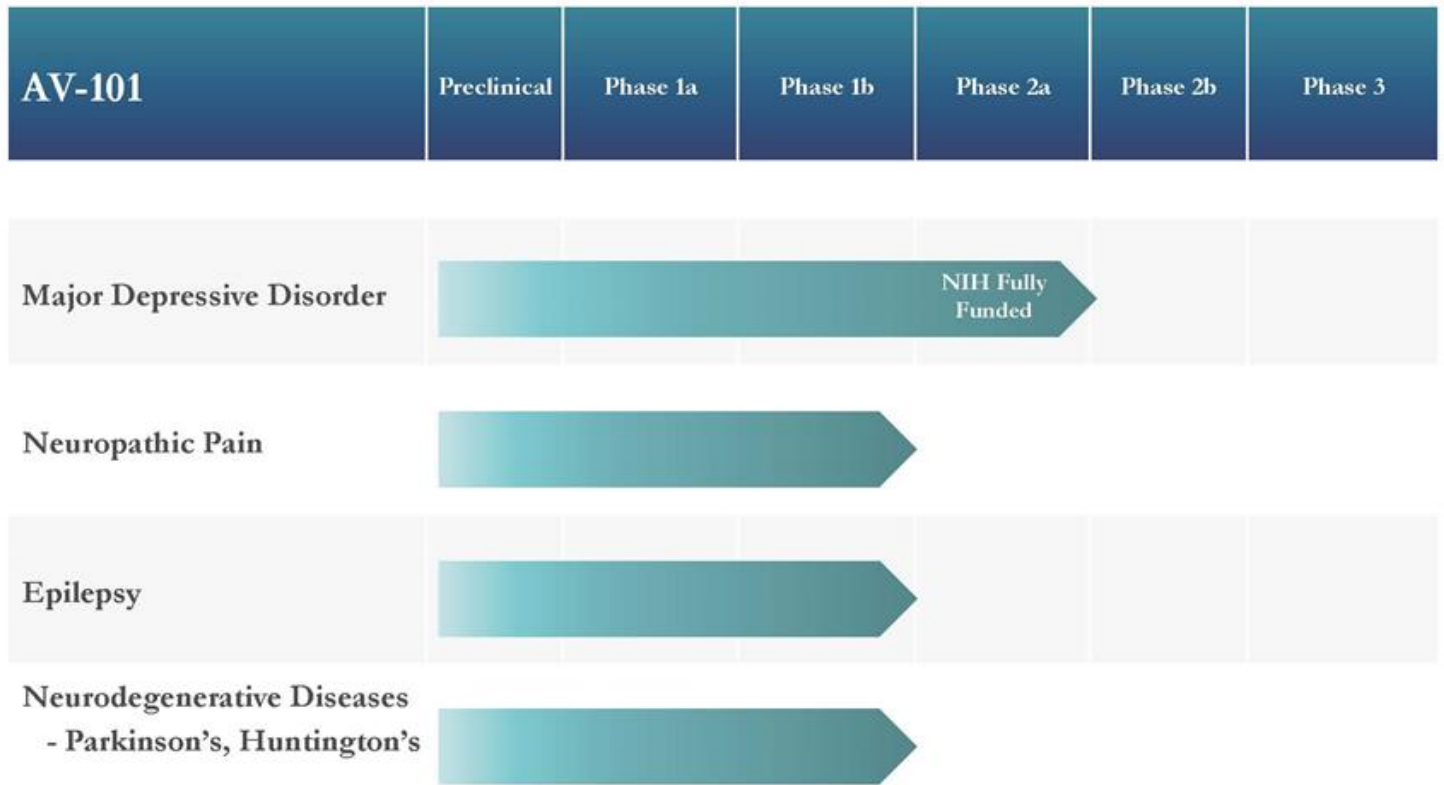 AV-101
Preclinical
Phase 1a
Phase 1b
Phase 2a
Phase 2b
Phase 3
Major Depressive Disorder
NIH Fully
Funded
Neuropathic Pain
Epilepsy
Neurodegenerative Diseases
- Parkinson's, Huntington's